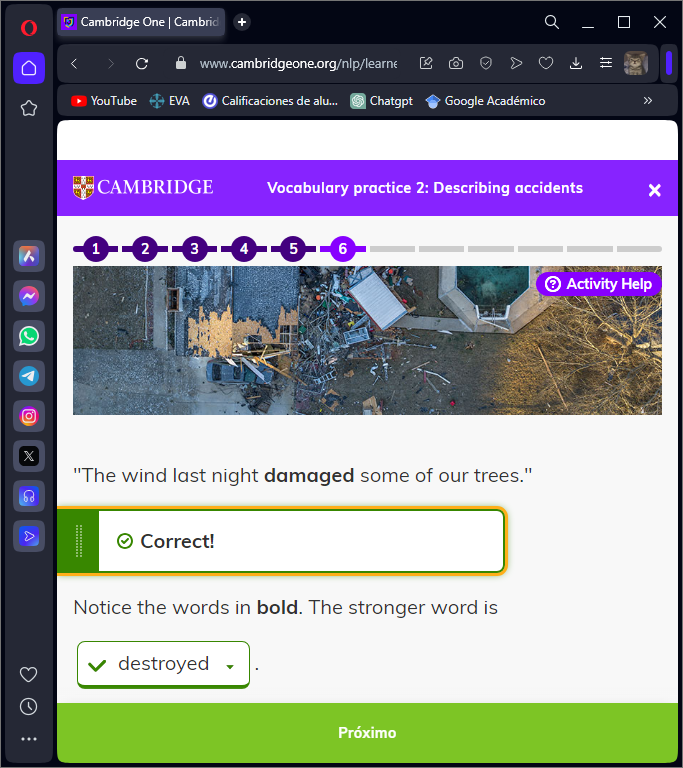 Cambridge One | Cambrid
www.cambridgeone.org/nlp/learne
YouTube EVA Calificaciones de alu... Chatgpt Google Académico »
CAMBRIDGE Vocabulary practice 2: Describing accidents
1 2 3 4 5 6
Activity Help
"The wind last night damaged some of our trees."
Correct!
Notice the words in bold. The stronger word is
destroyed .
Próximo